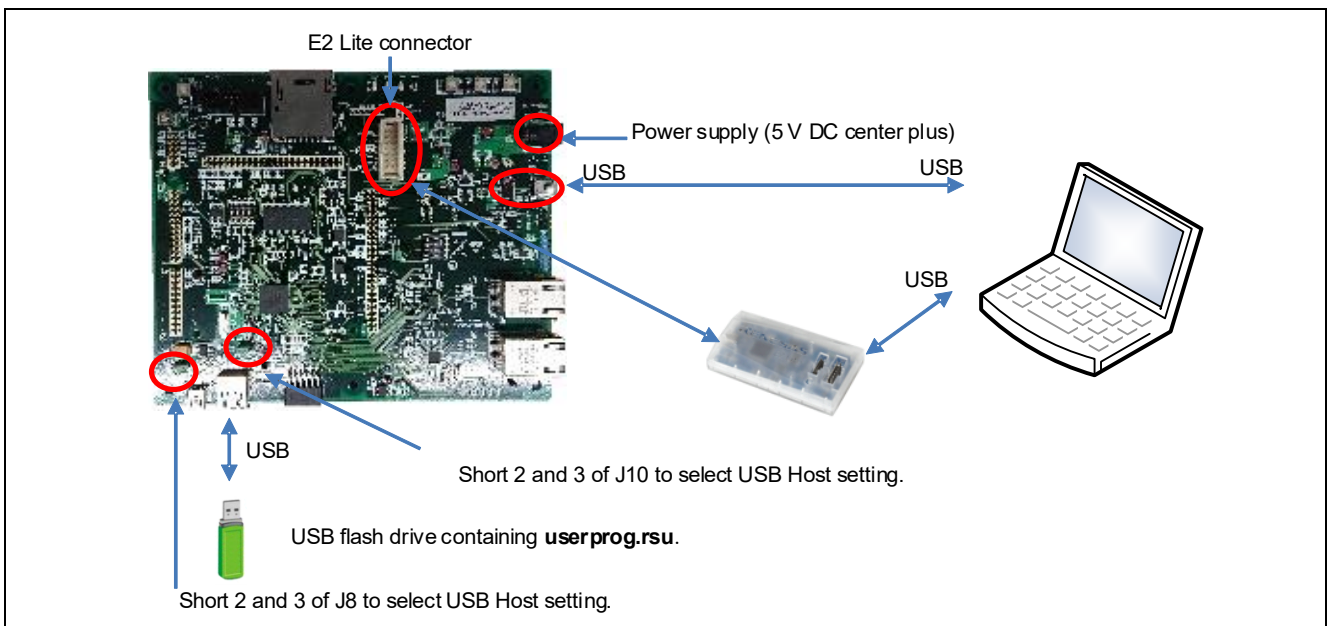 E2 Lite connector
Power supply (5 V DC center plus)
USB
USB
USB
USB
Short 2 and 3 of J10 to select USB Host setting.
USB flash drive containing userprog.rsu.
Short 2 and 3 of J8 to select USB Host setting.